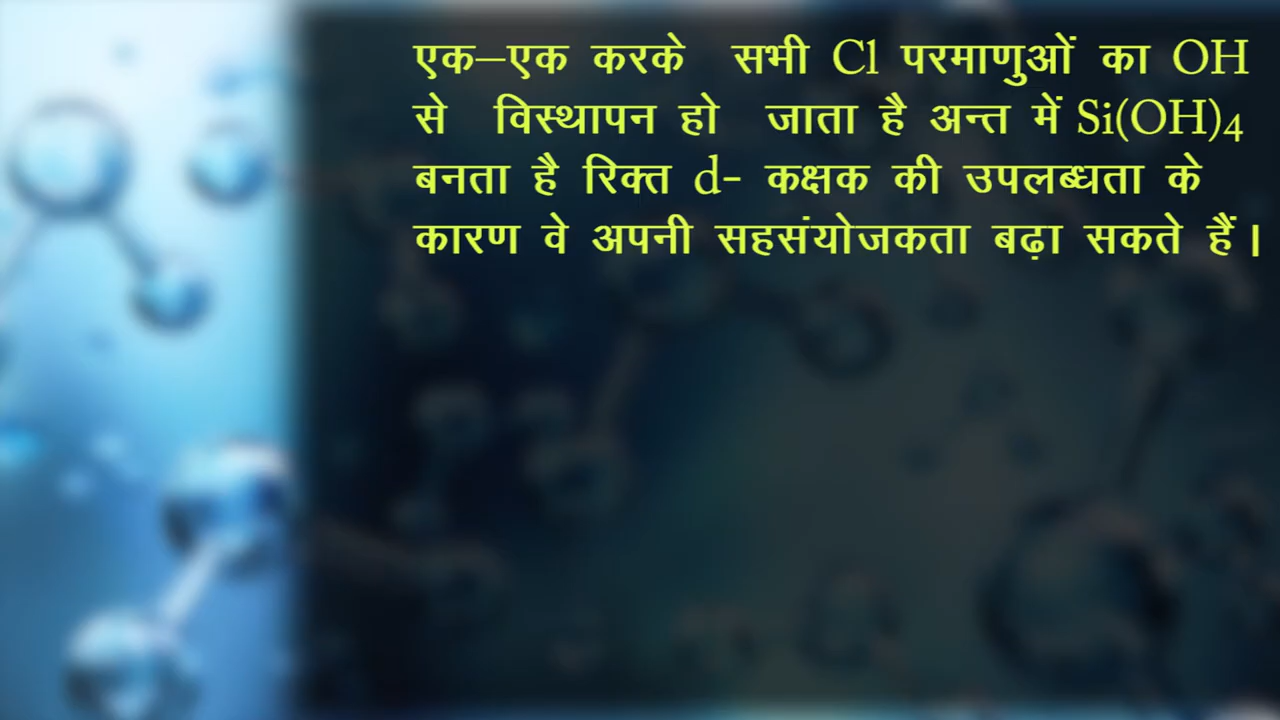 एक–एक करके सभी Cl परमाणुओं का OH
से विस्थापन हो जाता है अन्त में Si(OH)₄
बनता है रिक्त d- कक्षक की उपलब्धता के
कारण वे अपनी सहसंयोजकता बढ़ा सकते हैं।